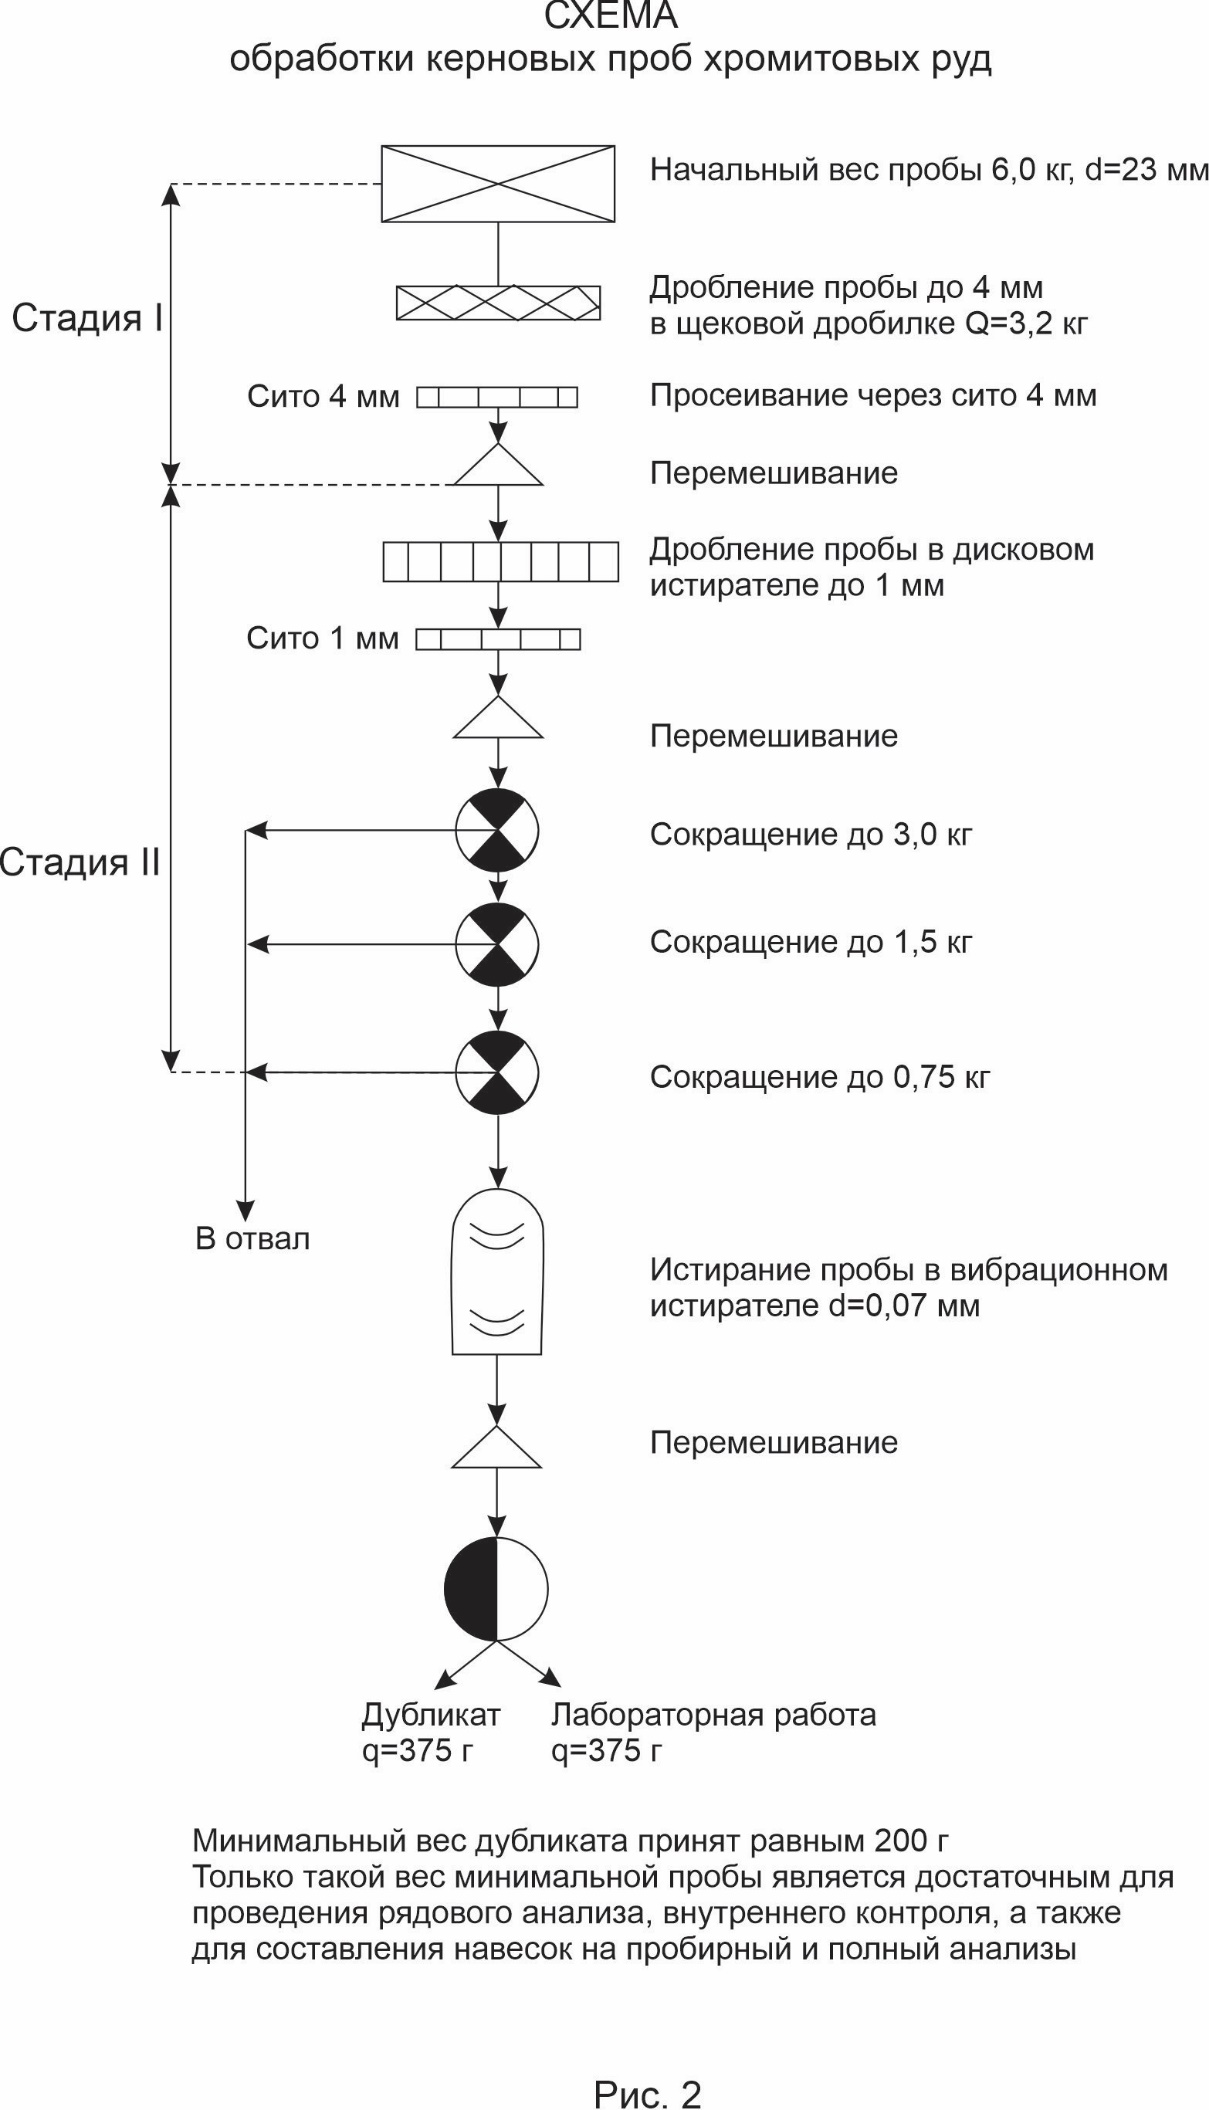 СХЕМА
обработки керновых проб хромитовых руд
Начальный вес пробы 6,0 кг, d=23 мм
Стадия I
Дробление пробы до 4 мм
в щековой дробилке Q=3,2 кг
Сито 4 мм
Просеивание через сито 4 мм
Перемешивание
Дробление пробы в дисковом
истирателе до 1 мм
Сито 1 мм
Перемешивание
Сокращение до 3,0 кг
Стадия II
Сокращение до 1,5 кг
Сокращение до 0,75 кг
В отвал
Истирание пробы в вибрационном
истирателе d=0,07 мм
Перемешивание
Дубликат
q=375 г
Лабораторная работа
q=375 г
Минимальный вес дубликата принят равным 200 г
Только такой вес минимальной пробы является достаточным для
проведения рядового анализа, внутреннего контроля, а также
для составления навесок на пробирный и полный анализы
Рис. 2